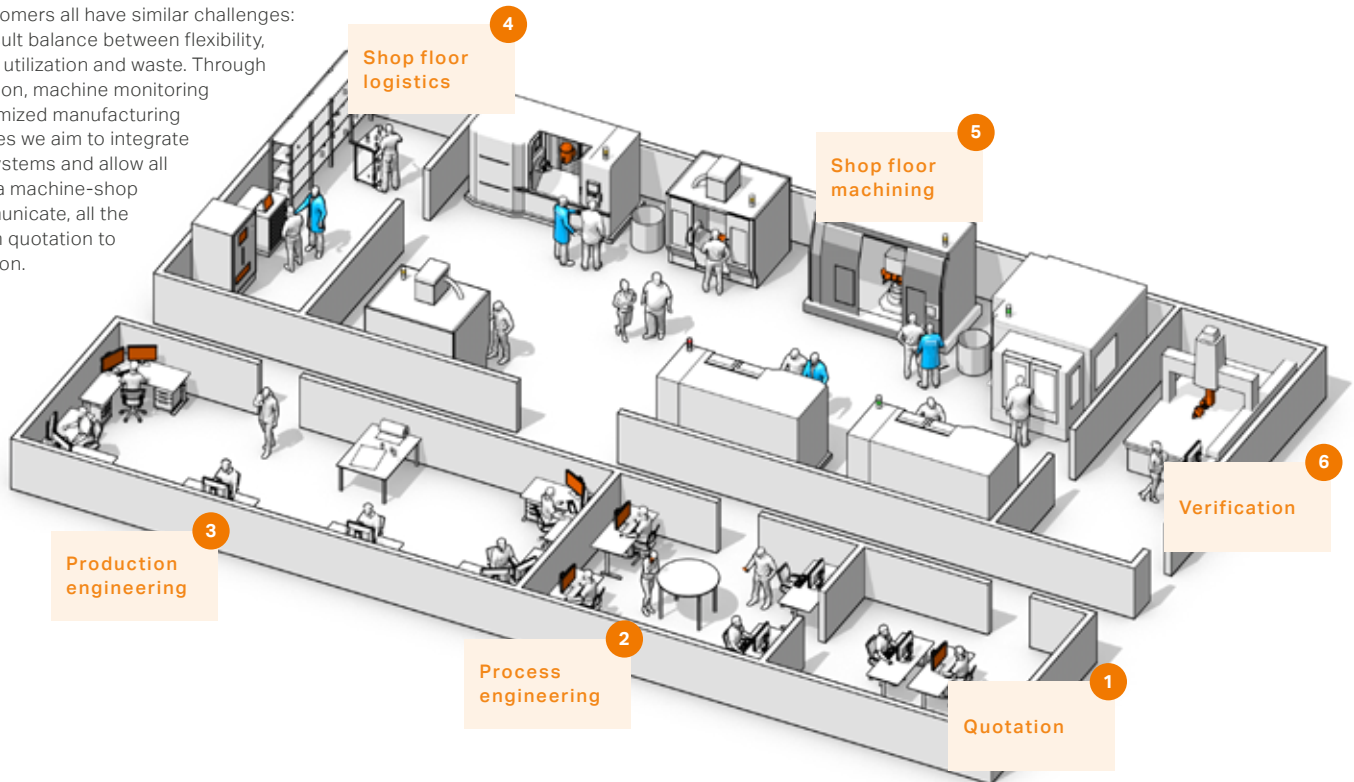 omers all have similar challenges:
ult balance between flexibility,
utilization and waste. Through
on, machine monitoring
mized manufacturing
es we aim to integrate
ystems and allow all
a machine-shop
unicate, all the
n quotation to
on.
4
Shop floor
logistics
5
Shop floor
machining
6
Verification
3
Production
engineering
2
Process
engineering
1
Quotation